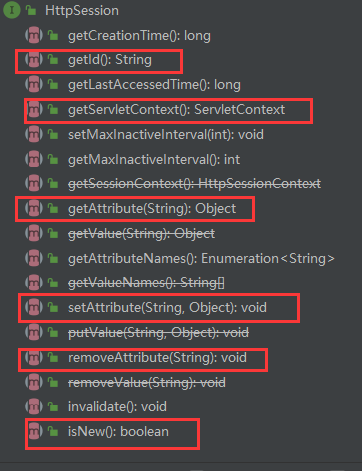 HttpSession
getCreationTime(): long
getId(): String
getLastAccessedTime(): long
getServletContext(): ServletContext
setMaxInactiveInterval(int): void
getMaxInactiveInterval(): int
getSessionContext(): HttpSessionContext
getAttribute(String): Object
getValue(String): Object
getAttributeNames(): Enumeration<String>
getValueNames(): String[]
setAttribute(String, Object): void
putValue(String, Object): void
removeAttribute(String): void
removeValue(String): void
invalidate(): void
isNew(): boolean